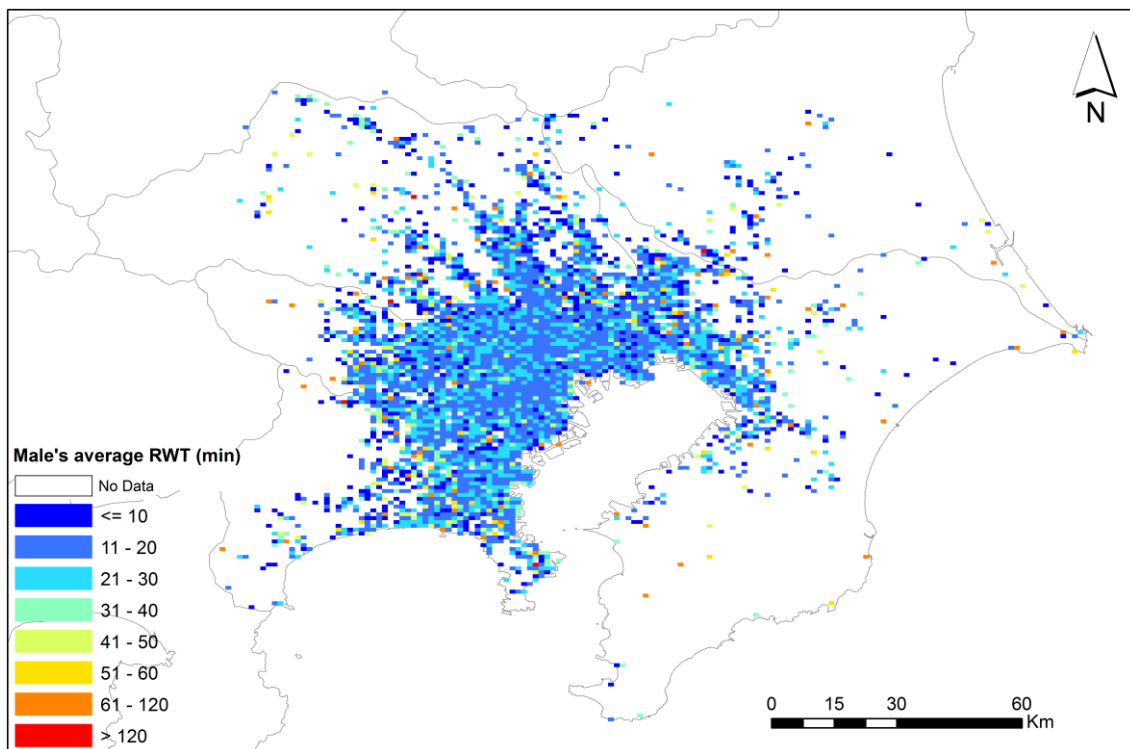 N
Male's average RWT (min)
No Data
<= 10
11 - 20
21 - 30
31 - 40
41 - 50
51 - 60
61 - 120
> 120
0 15 30 60
Km